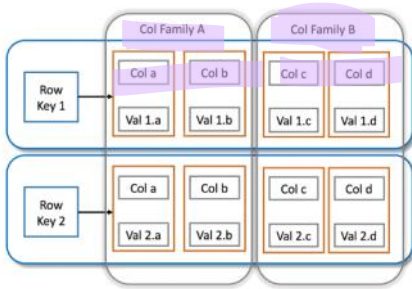 Col Family A Col Family B
Col a Col b Col c Col d
Row
Key 1
Val 1.a Val 1.b Val 1.c Val 1.d
Col a Col b Col c Col d
Row
Key 2
Val 2.a Val 2.b Val 2.c Val 2.d